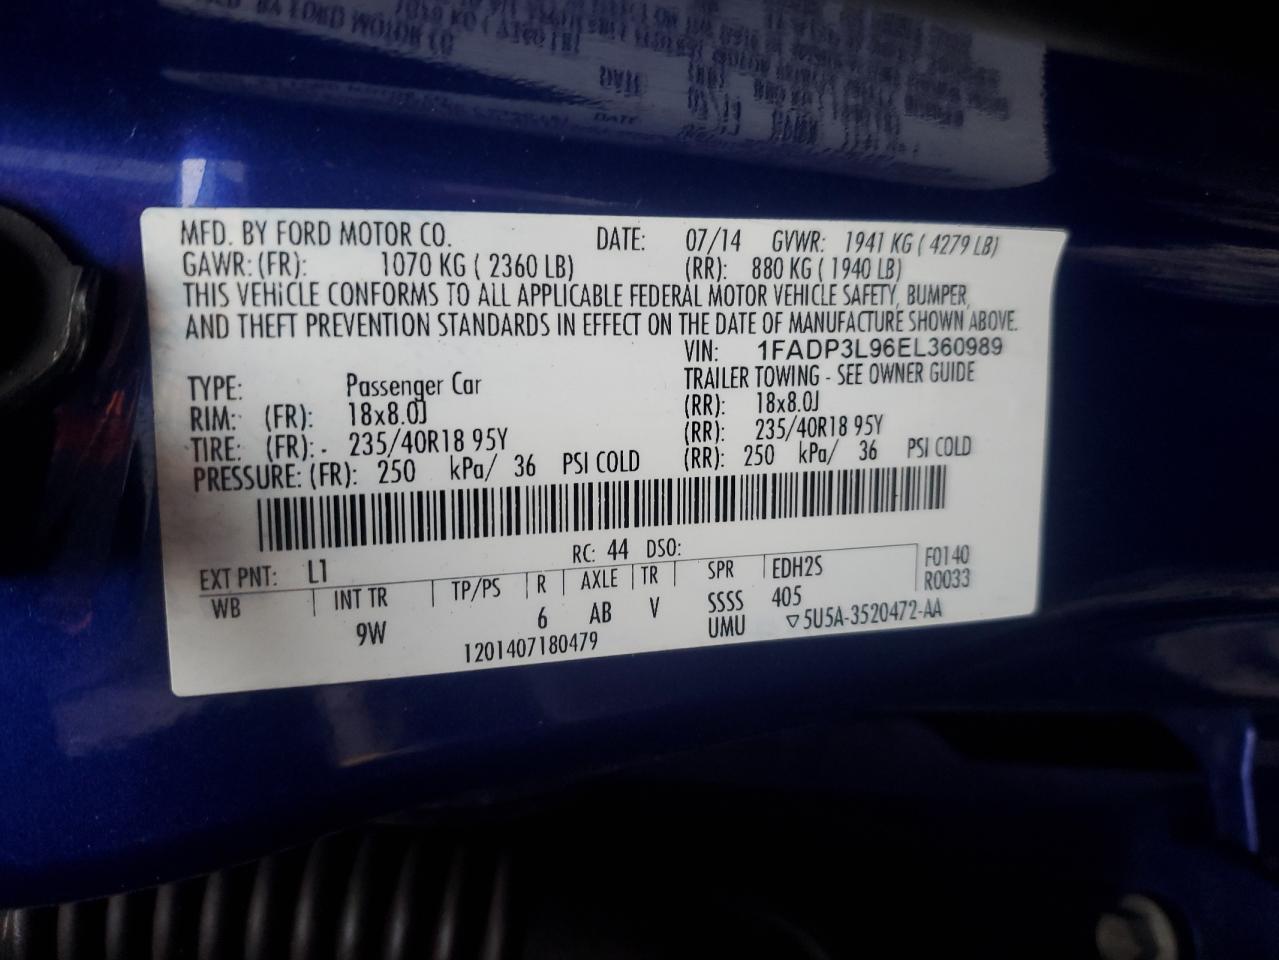 MFD. BY FORD MOTOR CO. DATE: 07/14 GVWR: 1941 KG ( 4279 LB)
GAWR: (FR): 1070 KG ( 2360 LB) (RR): 880 KG ( 1940 LB)
THIS VEHICLE CONFORMS TO ALL APPLICABLE FEDERAL MOTOR VEHICLE SAFETY, BUMPER,
AND THEFT PREVENTION STANDARDS IN EFFECT ON THE DATE OF MANUFACTURE SHOWN ABOVE.
VIN: 1FADP3L96EL360989
TYPE: Passenger Car TRAILER TOWING - SEE OWNER GUIDE
RIM: (FR): 18x8.0J (RR): 18x8.0J
TIRE: (FR): 235/40R18 95Y (RR): 235/40R18 95Y
PRESSURE: (FR): 250 kPa/ 36 PSI COLD (RR): 250 kPa/ 36 PSI COLD
EXT PNT: L1 RC: 44 DSO:
WB INT TR TP/PS R AXLE TR SPR EDH2S F0140
9W 6 AB V SSSS 405 R0033
1201407180479 UMU ▽5U5A-3520472-AA